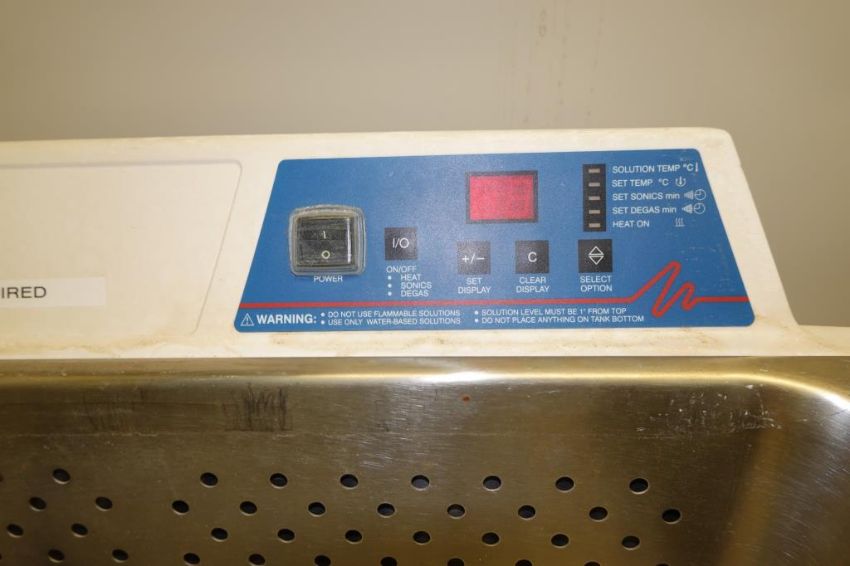 SOLUTION TEMP °C
SET TEMP °C
SET SONICS min
SET DEGAS min
HEAT ON
I
O
POWER
I/O
ON/OFF
• HEAT
• SONICS
• DEGAS
+/−
SET
DISPLAY
C
CLEAR
DISPLAY
SELECT
OPTION
IRED
WARNING: • DO NOT USE FLAMMABLE SOLUTIONS • SOLUTION LEVEL MUST BE 1" FROM TOP
• USE ONLY WATER-BASED SOLUTIONS • DO NOT PLACE ANYTHING ON TANK BOTTOM